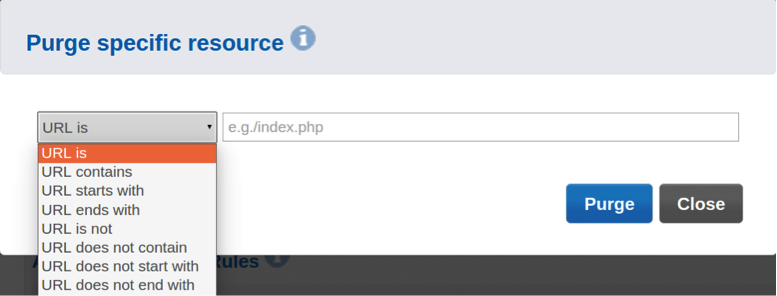 Purge specific resource
URL is
e.g./index.php
URL is
URL contains
URL starts with
URL ends with
URL is not
URL does not contain
URL does not start with
URL does not end with
Purge
Close
Rules